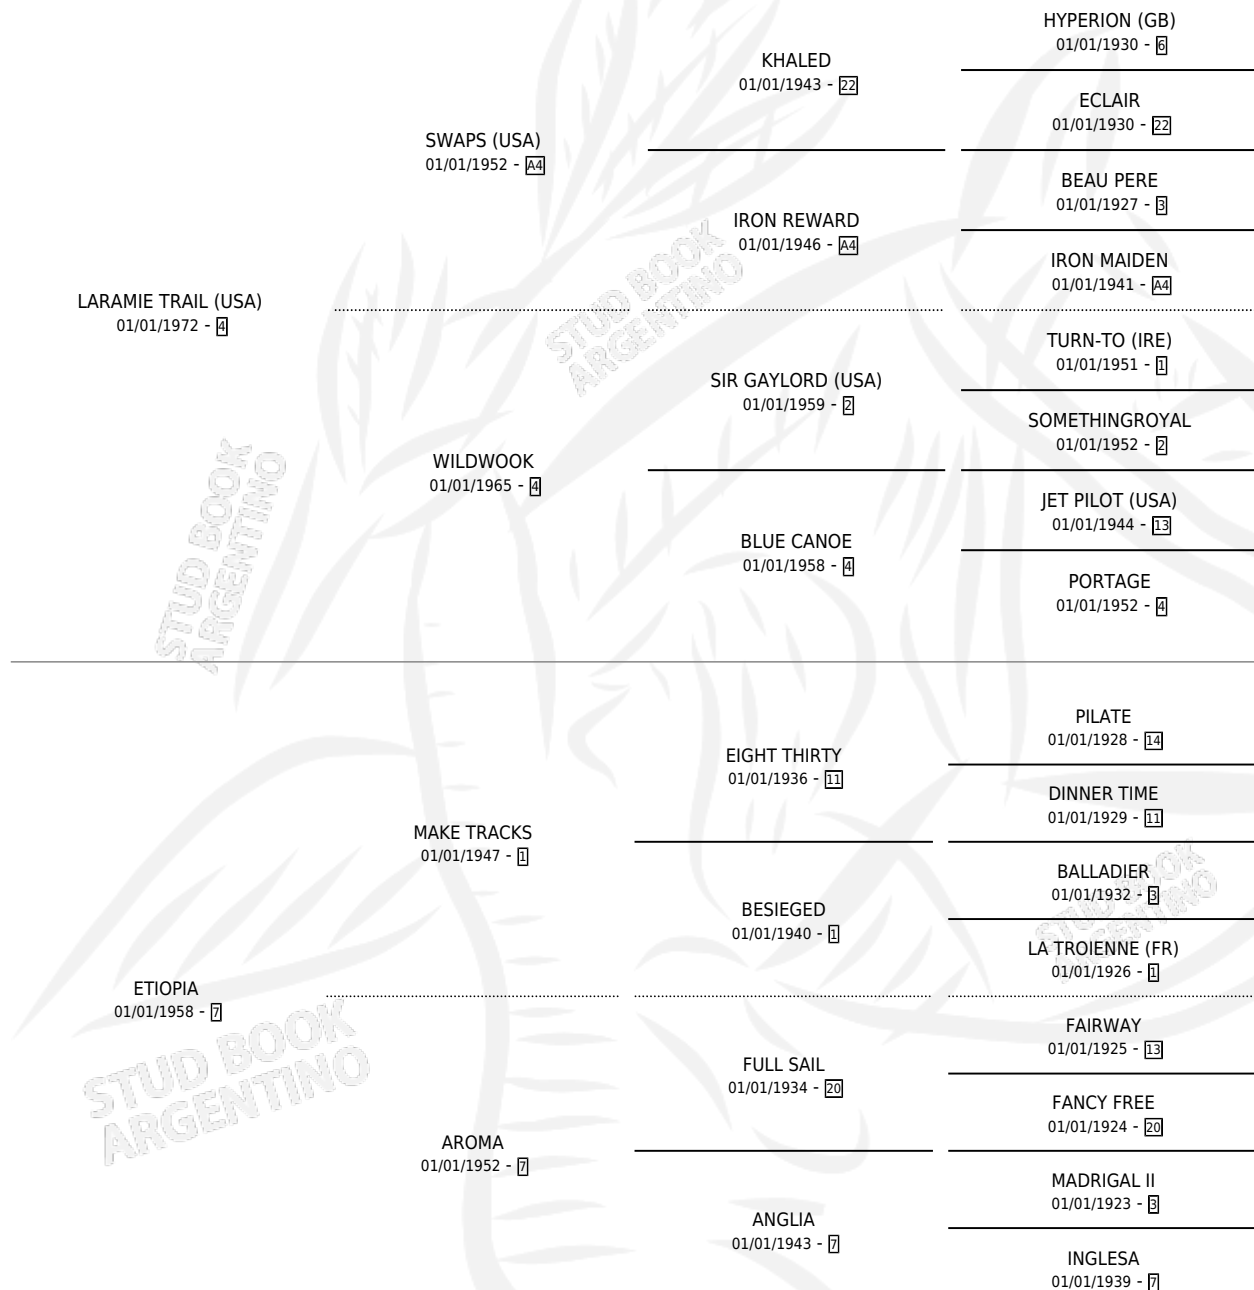 HYPERION (GB)
01/01/1930 - 6
KHALED
01/01/1943 - 22
ECLAIR
01/01/1930 - 22
SWAPS (USA)
01/01/1952 - A4
BEAU PERE
01/01/1927 - 3
IRON REWARD
01/01/1946 - A4
IRON MAIDEN
01/01/1941 - A4
LARAMIE TRAIL (USA)
01/01/1972 - 4
STUD BOOK
ARGENTINO
TURN-TO (IRE)
01/01/1951 - 1
SIR GAYLORD (USA)
01/01/1959 - 2
SOMETHINGROYAL
01/01/1952 - 2
WILDWOOK
01/01/1965 - 4
JET PILOT (USA)
01/01/1944 - 13
BLUE CANOE
01/01/1958 - 4
PORTAGE
01/01/1952 - 4
STUD BOOK
ARGENTINO
PILATE
01/01/1928 - 14
EIGHT THIRTY
01/01/1936 - 11
DINNER TIME
01/01/1929 - 11
MAKE TRACKS
01/01/1947 - 1
BALLADIER
01/01/1932 - 3
BESIEGED
01/01/1940 - 1
STUD BOOK
ARGENTINO
LA TROIENNE (FR)
01/01/1926 - 1
ETIOPIA
01/01/1958 - 7
FAIRWAY
01/01/1925 - 13
FULL SAIL
01/01/1934 - 20
STUD BOOK
ARGENTINO
FANCY FREE
01/01/1924 - 20
AROMA
01/01/1952 - 7
MADRIGAL II
01/01/1923 - 3
ANGLIA
01/01/1943 - 7
INGLESA
01/01/1939 - 7